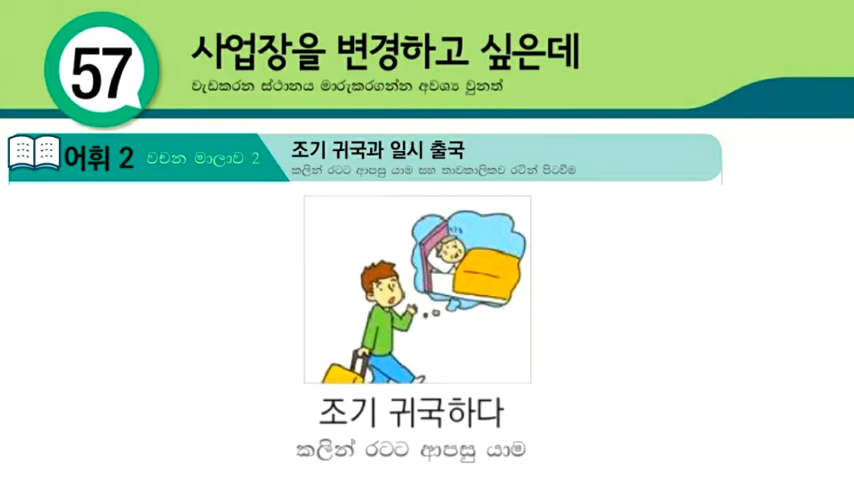 57
사업장을 변경하고 싶은데
වැඩකරන ස්ථානය මාරුකරගන්න අවශ්‍ය වුනත්
어휘 2 වචන මාලාව 2
조기 귀국과 일시 출국
කලින් රටට ආපසු යාම සහ තාවකාලිකව රටින් පිටවීම
조기 귀국하다
කලින් රටට ආපසු යාම